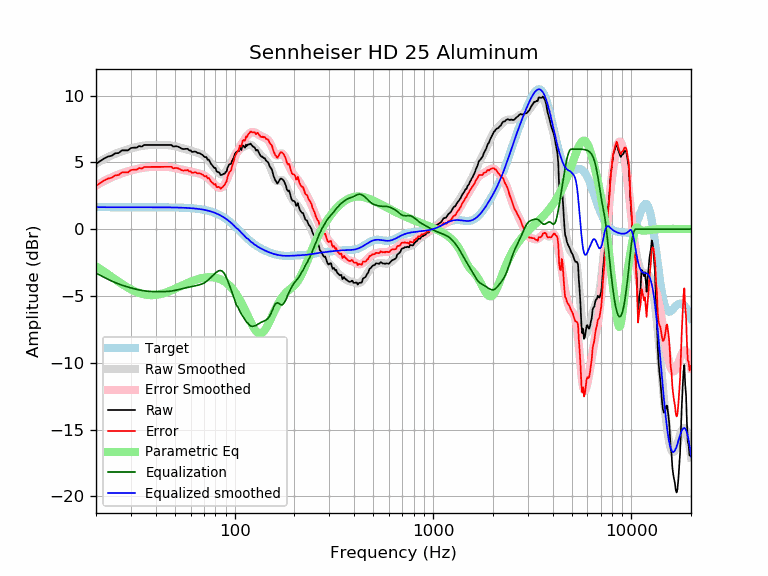 Sennheiser HD 25 Aluminum
10
5
0
−5
−10
−15
−20
Amplitude (dBr)
Target
Raw Smoothed
Error Smoothed
Raw
Error
Parametric Eq
Equalization
Equalized smoothed
100
1000
10000
Frequency (Hz)